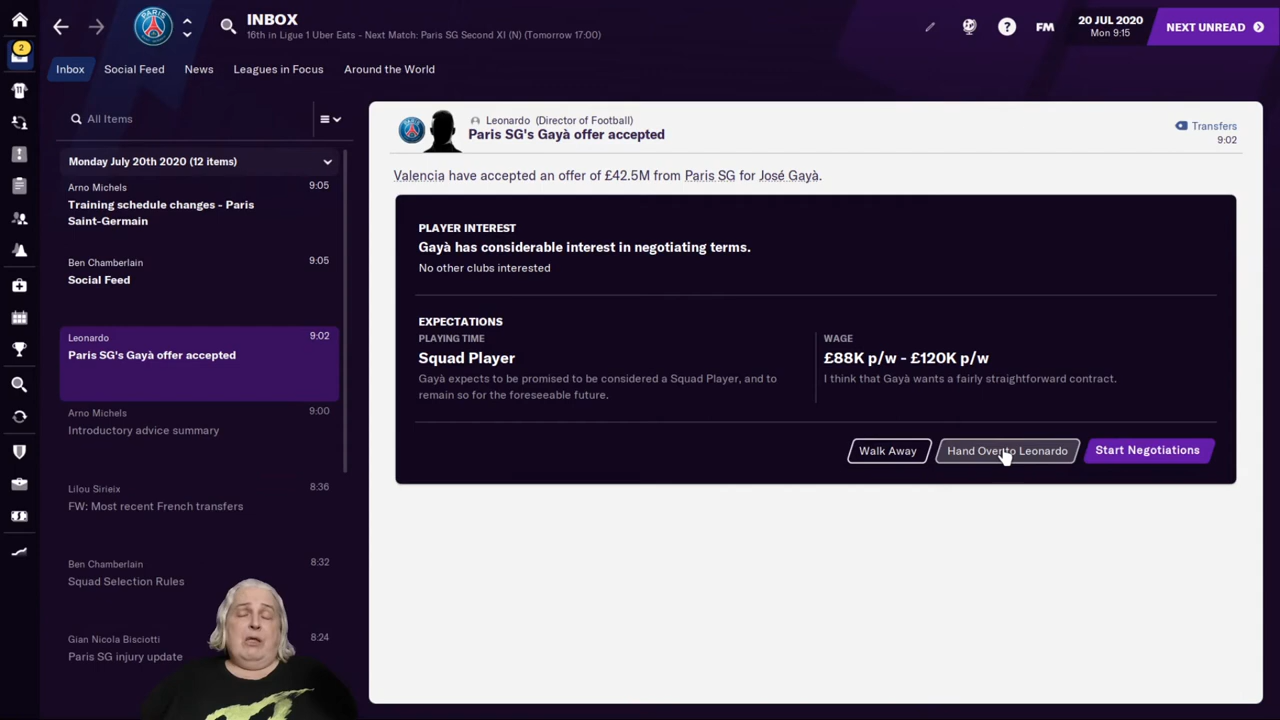 INBOX
16th in Ligue 1 Uber Eats - Next Match: Paris SG Second XI (N) (Tomorrow 17:00)
FM
20 JUL 2020
Mon 9:15
NEXT UNREAD
2
PARIS
Inbox
Social Feed
News
Leagues in Focus
Around the World
All Items
Monday July 20th 2020 (12 items)
Arno Michels
9:05
Training schedule changes - Paris
Saint-Germain
Ben Chamberlain
9:05
Social Feed
Leonardo
9:02
Paris SG's Gayà offer accepted
Arno Michels
9:00
Introductory advice summary
Lilou Sirieix
8:36
FW: Most recent French transfers
Ben Chamberlain
8:32
Squad Selection Rules
Gian Nicola Bisciotti
8:24
Paris SG injury update
Leonardo (Director of Football)
Paris SG's Gayà offer accepted
Transfers
9:02
Valencia have accepted an offer of £42.5M from Paris SG for José Gayà.
PLAYER INTEREST
Gayà has considerable interest in negotiating terms.
No other clubs interested
EXPECTATIONS
PLAYING TIME
Squad Player
Gayà expects to be promised to be considered a Squad Player, and to
remain so for the foreseeable future.
WAGE
£88K p/w - £120K p/w
I think that Gayà wants a fairly straightforward contract.
Walk Away
Hand Over to Leonardo
Start Negotiations